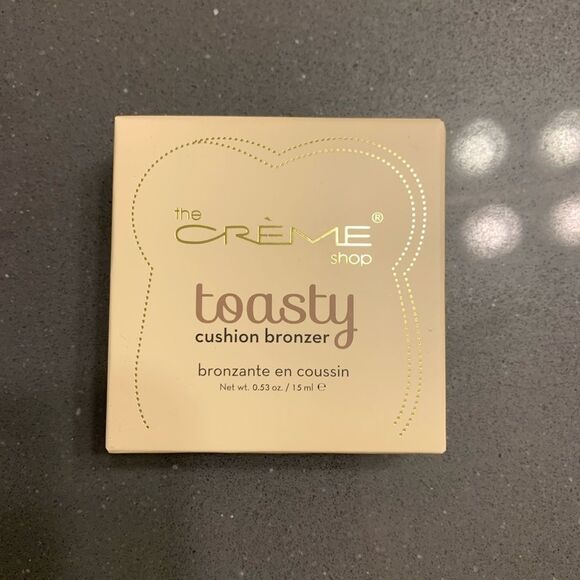 the
CRÈME®
shop
toasty
cushion bronzer
bronzante en coussin
Net wt. 0.53 oz. / 15 ml ℮